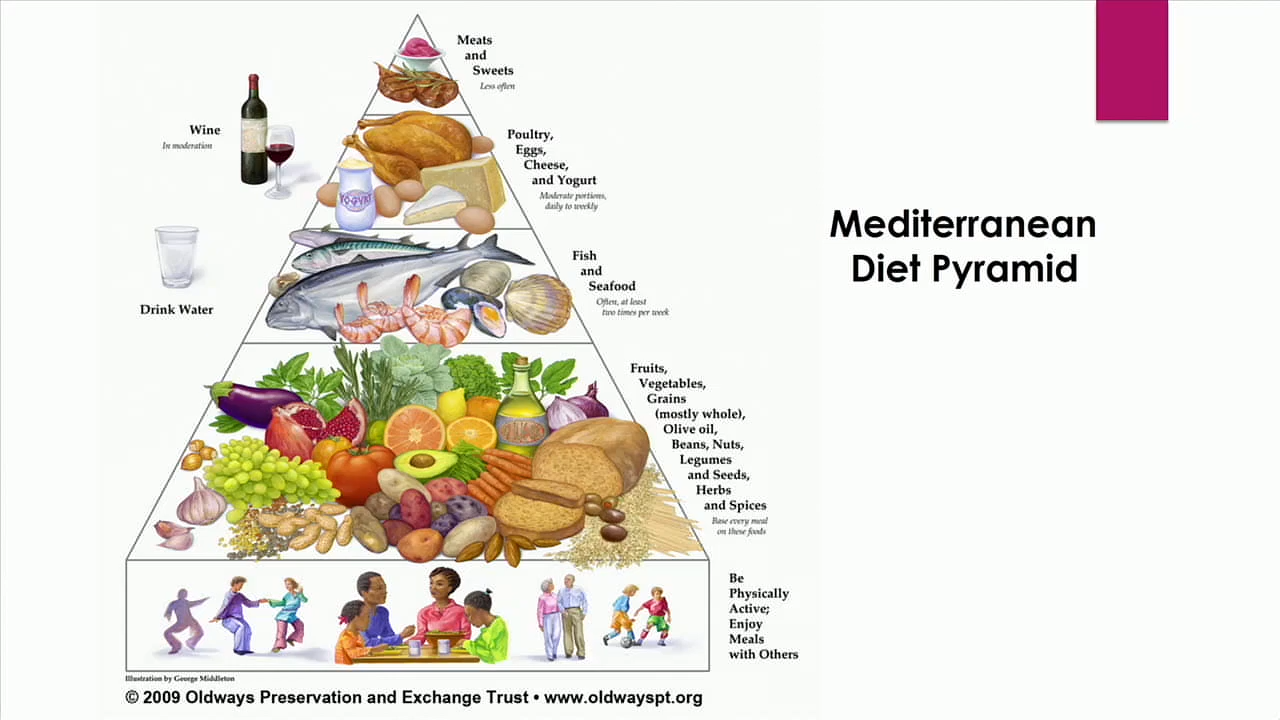 Meats
and
Sweets
Less often
Wine
In moderation
Poultry,
Eggs,
Cheese,
and Yogurt
Moderate portions,
daily to weekly
YOGURT
Mediterranean
Diet Pyramid
Fish
and
Seafood
Often, at least
two times per week
Drink Water
Fruits,
Vegetables,
Grains
(mostly whole),
Olive oil,
Beans, Nuts,
Legumes
and Seeds,
Herbs
and Spices
Base every meal
on these foods
Be
Physically
Active;
Enjoy
Meals
with Others
Illustration by George Middleton
© 2009 Oldways Preservation and Exchange Trust • www.oldwayspt.org